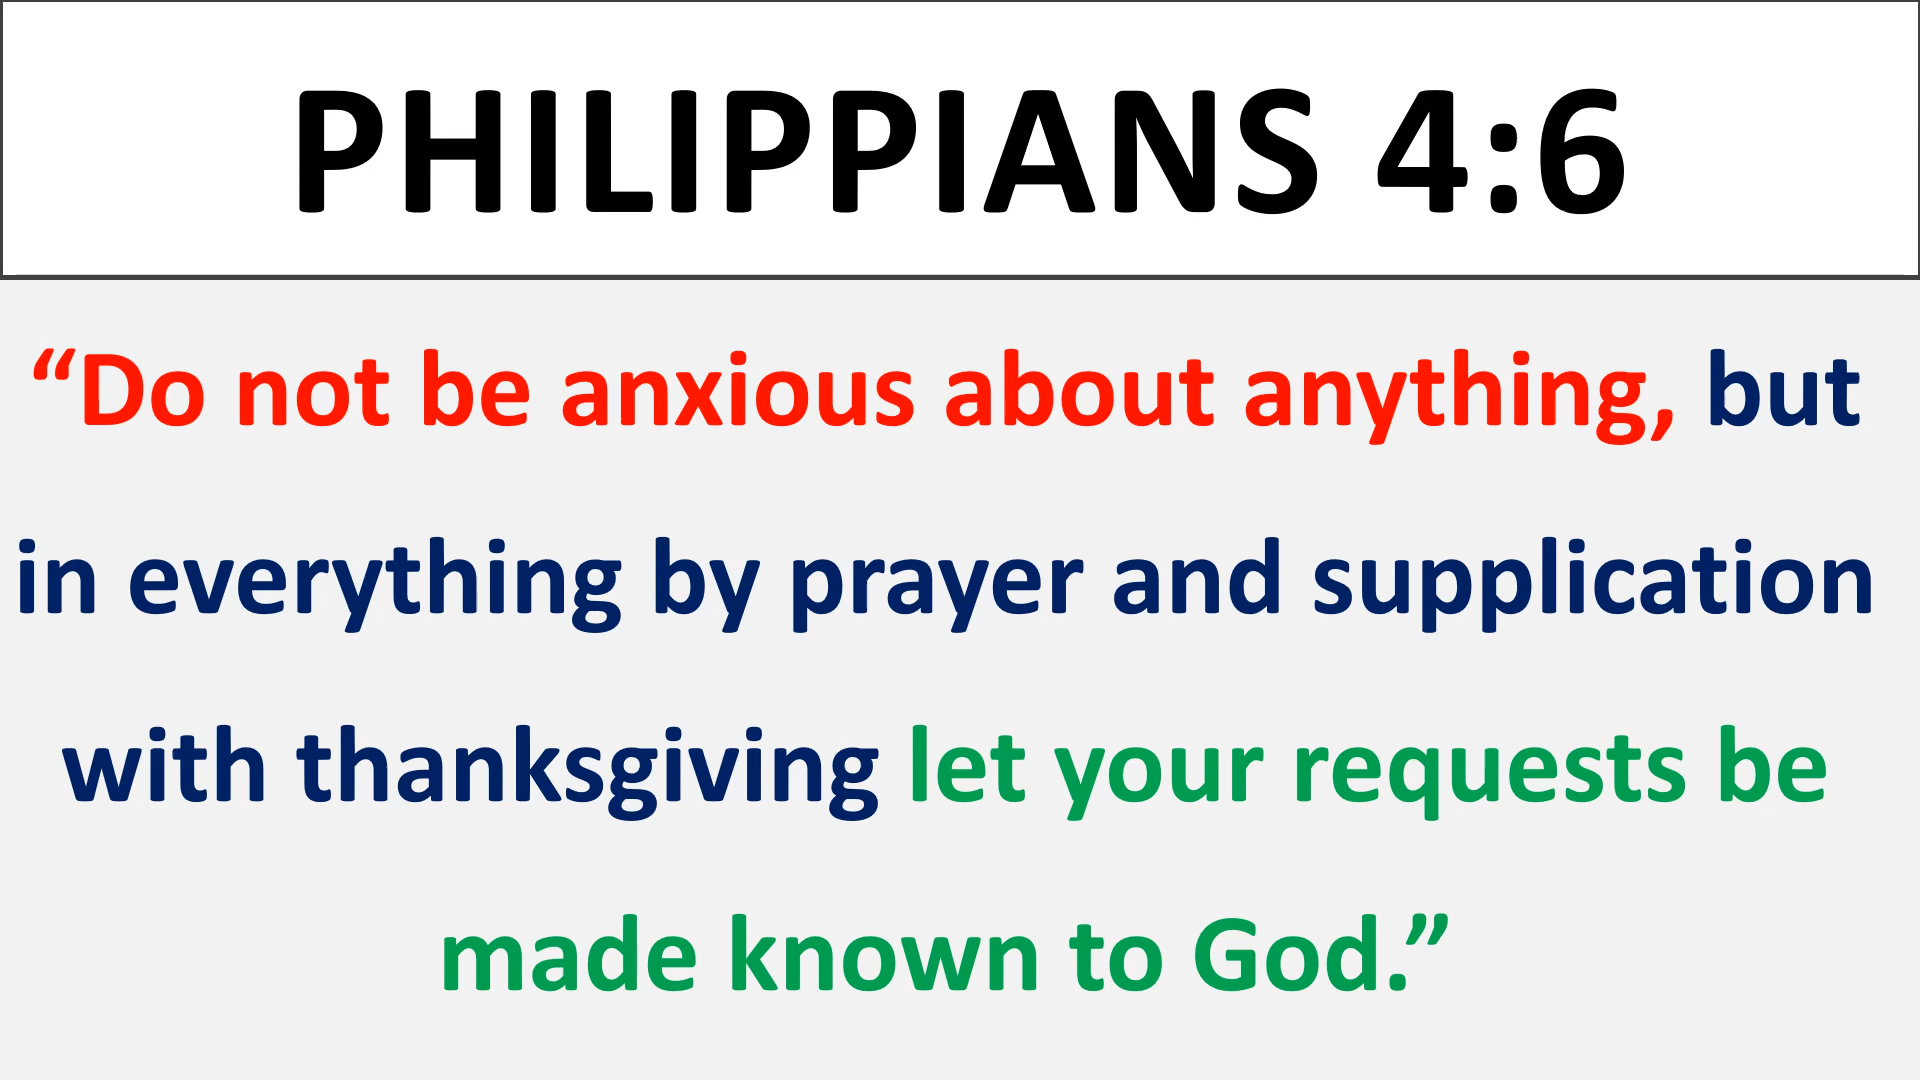 PHILIPPIANS 4:6
“Do not be anxious about anything, but
in everything by prayer and supplication
with thanksgiving let your requests be
made known to God.”